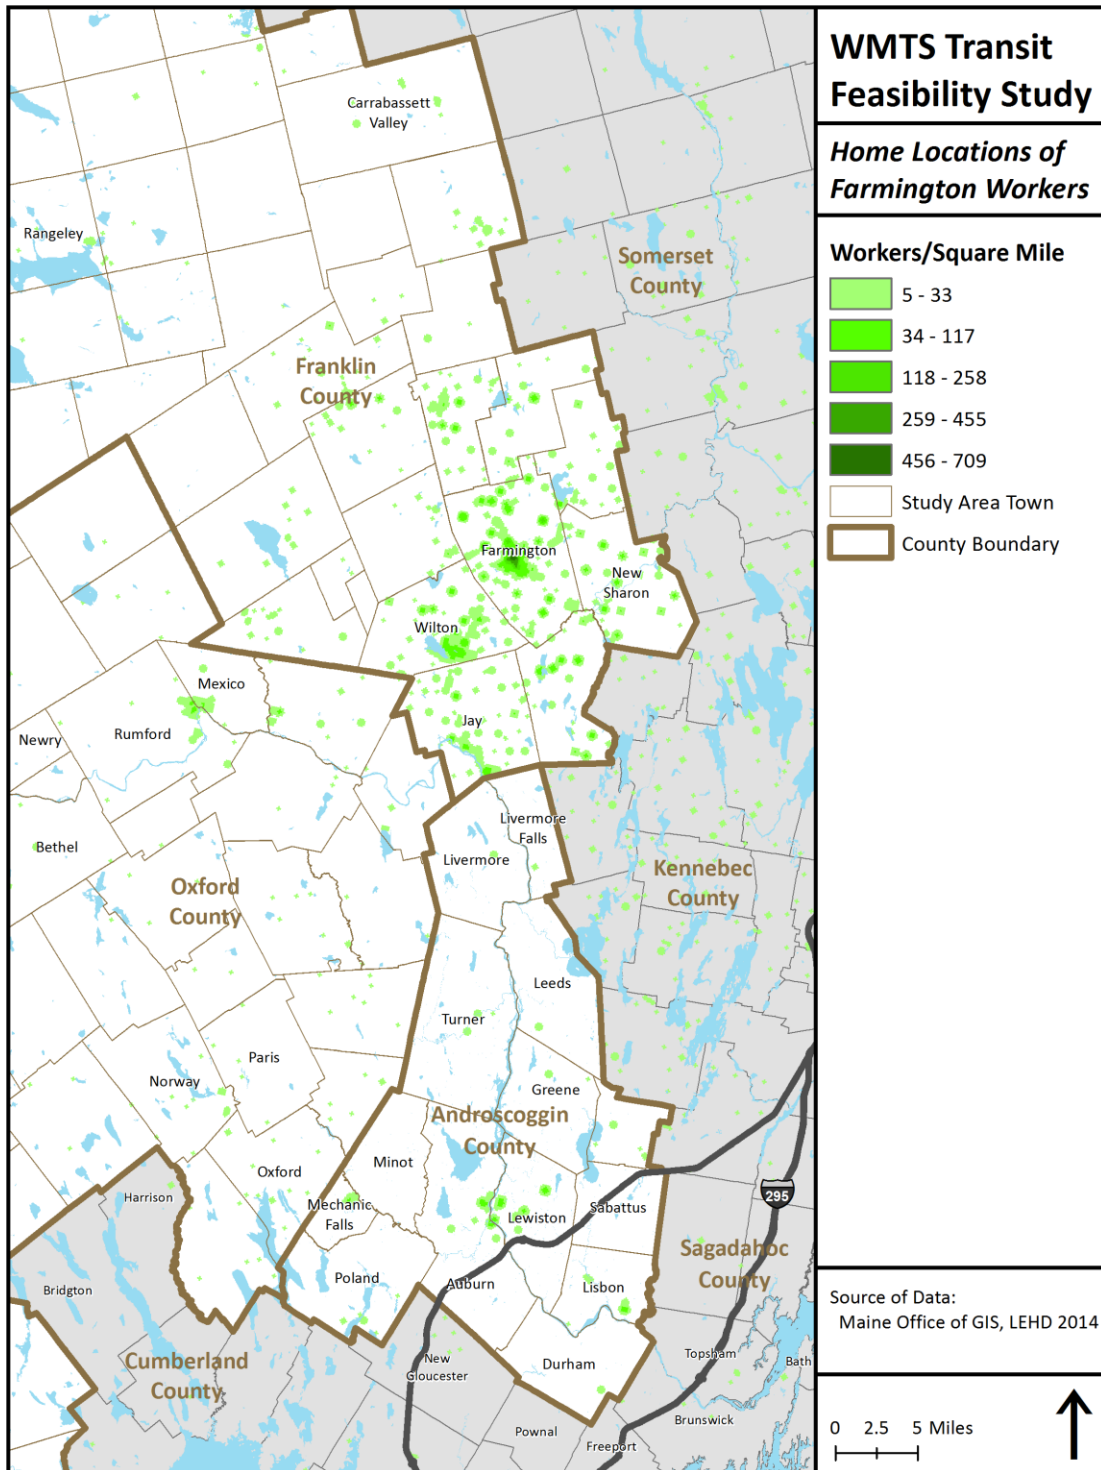 WMTS Transit
Feasibility Study
Home Locations of
Farmington Workers
Workers/Square Mile
5 - 33
34 - 117
118 - 258
259 - 455
456 - 709
Study Area Town
County Boundary
Source of Data:
Maine Office of GIS, LEHD 2014
0 2.5 5 Miles
Carrabassett
Valley
Rangeley
Somerset
County
Franklin
County
Farmington
New
Sharon
Wilton
Mexico
Jay
Rumford
Newry
Livermore
Falls
Bethel
Livermore
Kennebec
County
Oxford
County
Leeds
Turner
Paris
Norway
Greene
Androscoggin
County
Minot
Oxford
Harrison
Mechanic
Falls
Lewiston
Sabattus
295
Sagadahoc
County
Poland
Auburn
Lisbon
Bridgton
Cumberland
County
New
Gloucester
Durham
Topsham
Bath
Brunswick
Pownal
Freeport